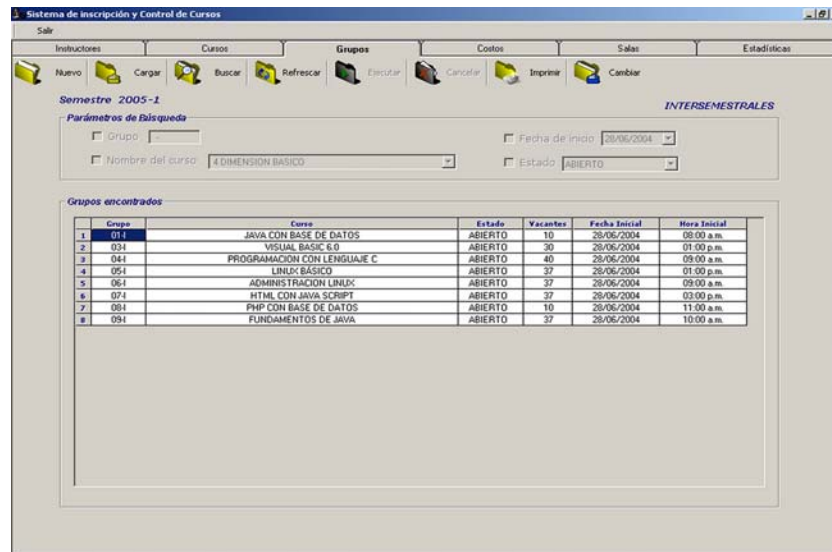 Sistema de inscripción y Control de Cursos
Salir
Instructores Cursos Grupos Costos Salas Estadísticas
Nuevo Cargar Buscar Refrescar Executar Cancelar Imprimir Cambiar
Semestre 2005-1 INTERSEMESTRALES
Parámetros de Búsqueda
Grupo - Fecha de inicio 28/06/2004
Nombre del curso 4 DIMENSION BASICO Estado ABIERTO
Grupos encontrados
Grupo Curso Estado Vacantes Fecha Inicial Hora Inicial
1 01-I JAVA CON BASE DE DATOS ABIERTO 10 28/06/2004 08:00 a.m.
2 03-I VISUAL BASIC 6.0 ABIERTO 30 28/06/2004 01:00 p.m.
3 04-I PROGRAMACION CON LENGUAJE C ABIERTO 40 28/06/2004 09:00 a.m.
4 05-I LINUX BÁSICO ABIERTO 37 28/06/2004 01:00 p.m.
5 06-I ADMINISTRACION LINUX ABIERTO 37 28/06/2004 09:00 a.m.
6 07-I HTML CON JAVA SCRIPT ABIERTO 37 28/06/2004 03:00 p.m.
7 08-I PHP CON BASE DE DATOS ABIERTO 10 28/06/2004 11:00 a.m.
8 09-I FUNDAMENTOS DE JAVA ABIERTO 37 28/06/2004 10:00 a.m.